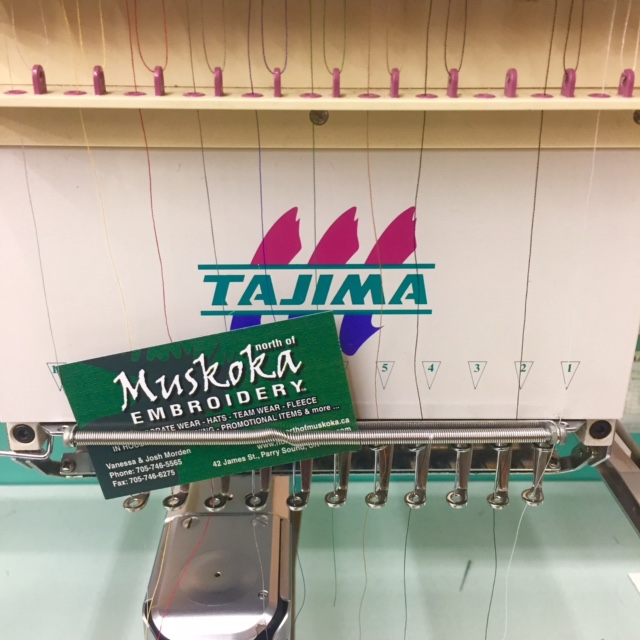 TAJIMA
5 4 3 2 1
north of
Muskoka
EMBROIDERY
WEAR - HATS - TEAM WEAR - FLEECE
PROMOTIONAL ITEMS & more ...
Vanessa & Josh Morden
Phone: 705-746-5565
Fax: 705-746-6275
42 James St., Parry Sound,